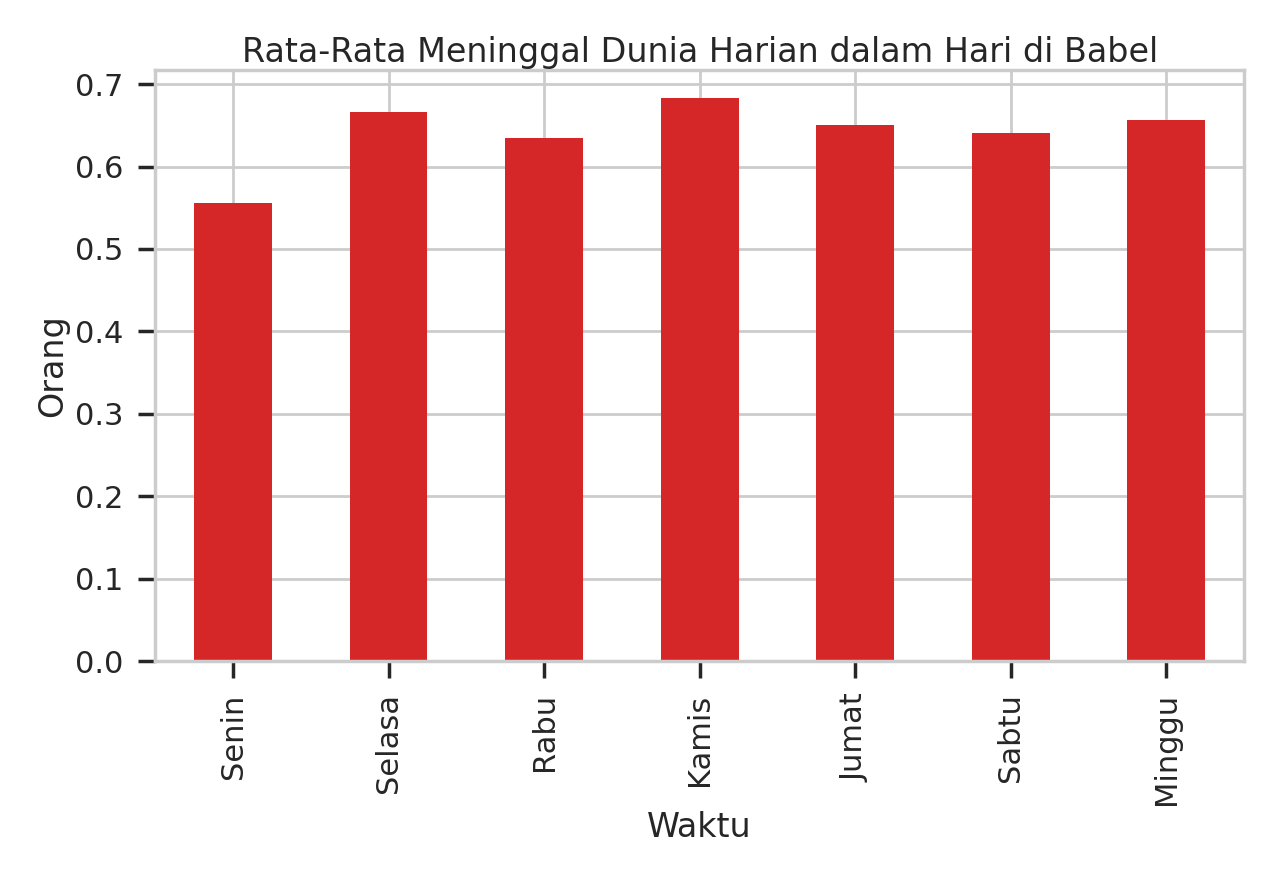 Rata-Rata Meninggal Dunia Harian dalam Hari di Babel
0.7
0.6
0.5
0.4
0.3
0.2
0.1
0.0
Orang
Senin
Selasa
Rabu
Kamis
Jumat
Sabtu
Minggu
Waktu